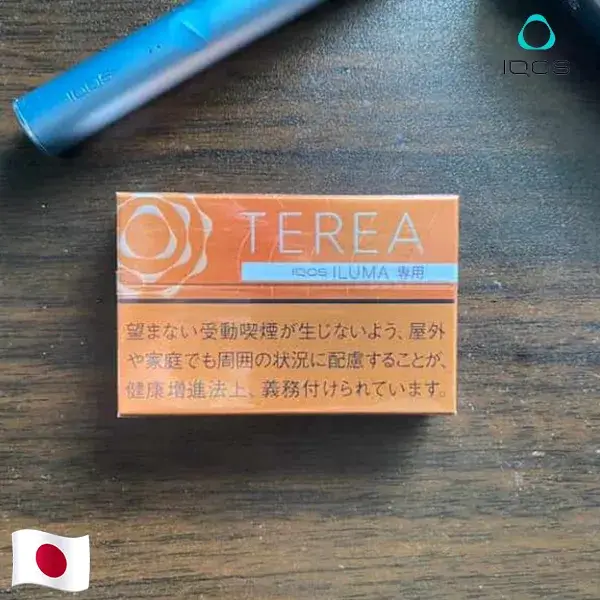 IQOS
IQOS
TEREA
IQOS ILUMA 専用
望まない受動喫煙が生じないよう、屋外
や家庭でも周囲の状況に配慮することが、
健康増進法上、義務付けられています。